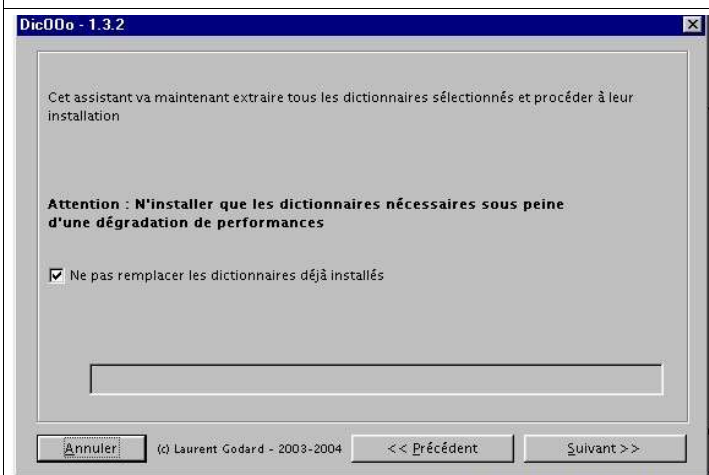 DicOOo - 1.3.2
Cet assistant va maintenant extraire tous les dictionnaires sélectionnés et procéder à leur
installation
Attention : N'installer que les dictionnaires nécessaires sous peine
d'une dégradation de performances
Ne pas remplacer les dictionnaires déjà installés
Annuler (c) Laurent Godard - 2003-2004 << Précédent Suivant >>